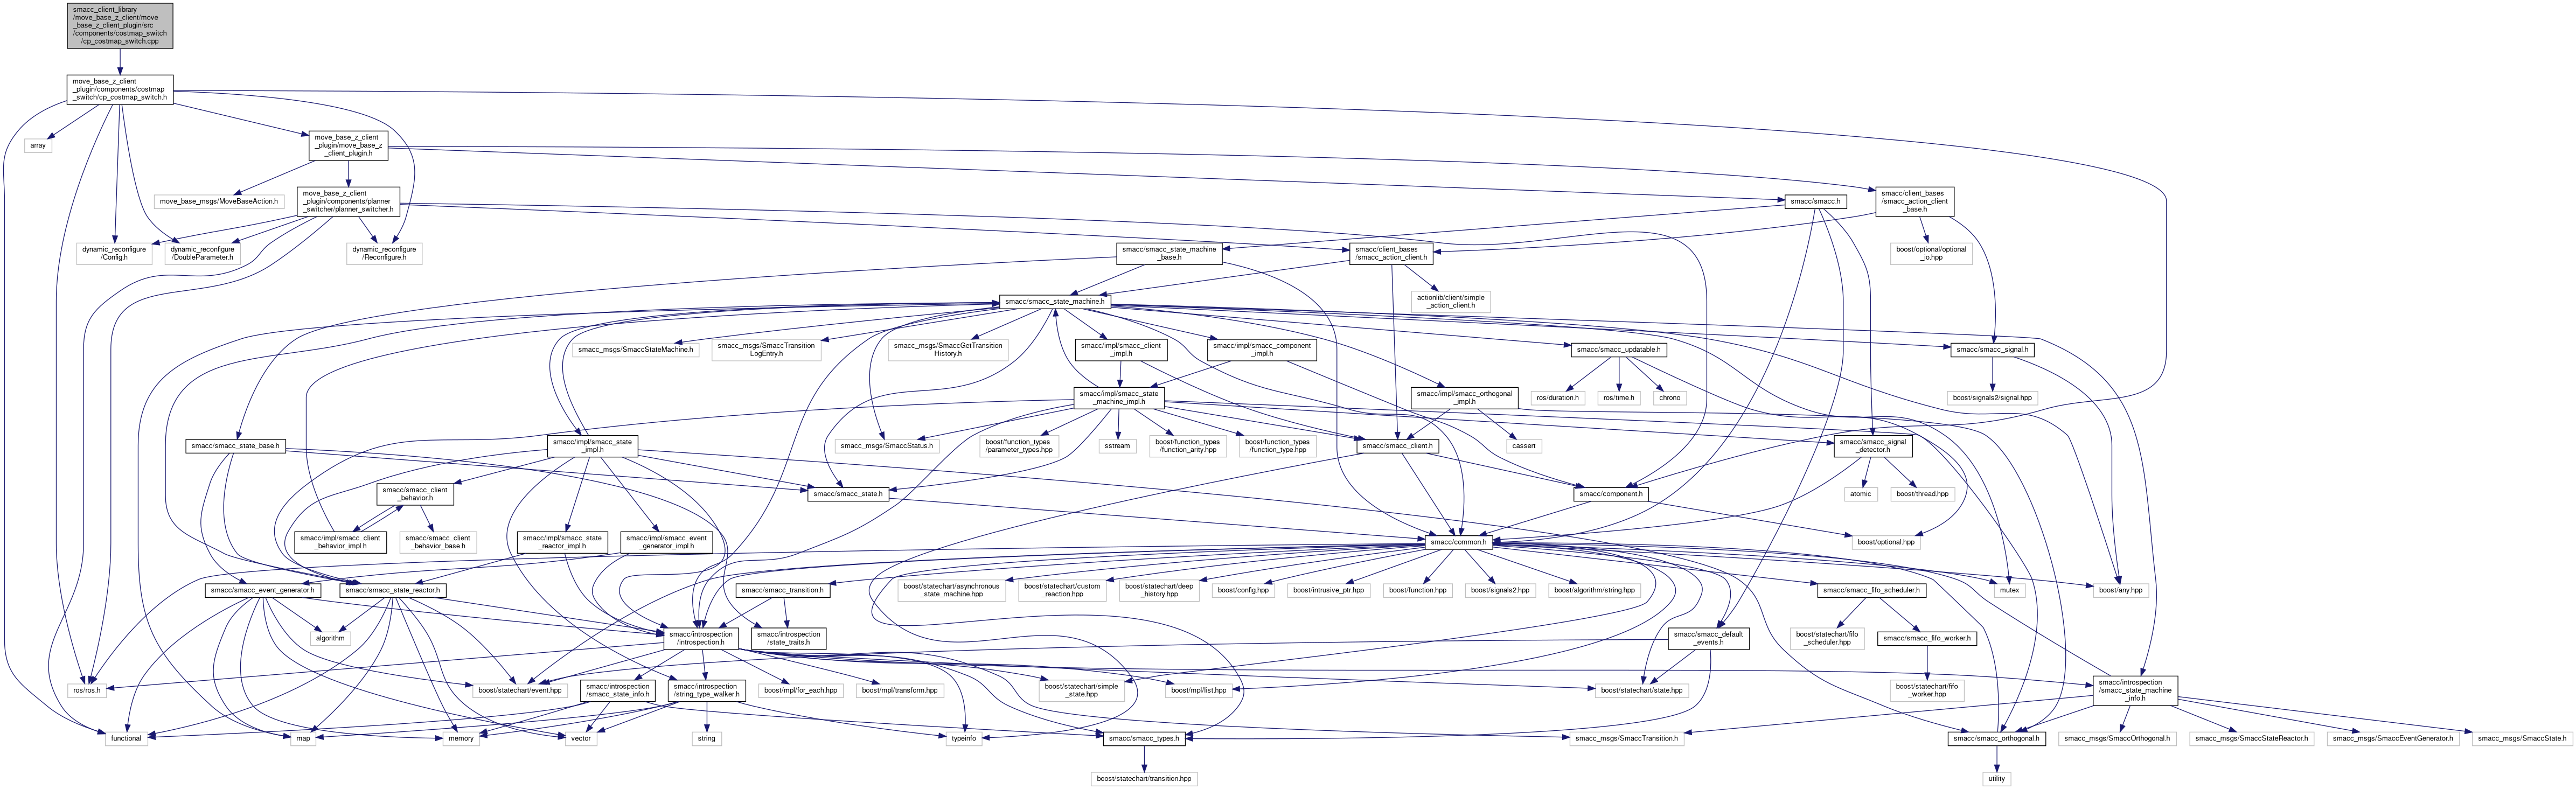 smacc_client_library
/move_base_z_client/move
_base_z_client_plugin/src
/components/costmap_switch
/cp_costmap_switch.cpp
move_base_z_client
_plugin/components/costmap
_switch/cp_costmap_switch.h
array
move_base_z_client
_plugin/move_base_z
_client_plugin.h
move_base_msgs/MoveBaseAction.h
move_base_z_client
_plugin/components/planner
_switcher/planner_switcher.h
smacc/smacc.h
smacc/client_bases
/smacc_action_client
_base.h
dynamic_reconfigure
/Config.h
dynamic_reconfigure
/DoubleParameter.h
dynamic_reconfigure
/Reconfigure.h
smacc/smacc_state_machine
_base.h
smacc/client_bases
/smacc_action_client.h
boost/optional/optional
_io.hpp
smacc/smacc_state_machine.h
actionlib/client/simple
_action_client.h
smacc_msgs/SmaccStateMachine.h
smacc_msgs/SmaccTransition
LogEntry.h
smacc_msgs/SmaccGetTransition
History.h
smacc/impl/smacc_client
_impl.h
smacc/impl/smacc_component
_impl.h
smacc/smacc_updatable.h
smacc/smacc_signal.h
smacc/impl/smacc_state
_machine_impl.h
smacc/impl/smacc_orthogonal
_impl.h
ros/duration.h
ros/time.h
chrono
boost/signals2/signal.hpp
smacc/smacc_state_base.h
smacc/impl/smacc_state
_impl.h
smacc_msgs/SmaccStatus.h
boost/function_types
/parameter_types.hpp
sstream
boost/function_types
/function_arity.hpp
boost/function_types
/function_type.hpp
smacc/smacc_client.h
cassert
smacc/smacc_signal
_detector.h
smacc/smacc_client
_behavior.h
smacc/smacc_state.h
smacc/component.h
atomic
boost/thread.hpp
smacc/impl/smacc_client
_behavior_impl.h
smacc/smacc_client
_behavior_base.h
smacc/impl/smacc_state
_reactor_impl.h
smacc/impl/smacc_event
_generator_impl.h
smacc/common.h
boost/optional.hpp
smacc/smacc_event_generator.h
smacc/smacc_state_reactor.h
smacc/smacc_transition.h
boost/statechart/asynchronous
_state_machine.hpp
boost/statechart/custom
_reaction.hpp
boost/statechart/deep
_history.hpp
boost/config.hpp
boost/intrusive_ptr.hpp
boost/function.hpp
boost/signals2.hpp
boost/algorithm/string.hpp
smacc/smacc_fifo_scheduler.h
mutex
boost/any.hpp
algorithm
smacc/introspection
/introspection.h
smacc/introspection
/state_traits.h
smacc/smacc_default
_events.h
boost/statechart/fifo
_scheduler.hpp
smacc/smacc_fifo_worker.h
ros/ros.h
boost/statechart/event.hpp
smacc/introspection
/smacc_state_info.h
smacc/introspection
/string_type_walker.h
boost/mpl/for_each.hpp
boost/mpl/transform.hpp
boost/statechart/simple
_state.hpp
boost/mpl/list.hpp
boost/statechart/state.hpp
boost/statechart/fifo
_worker.hpp
smacc/introspection
/smacc_state_machine
_info.h
functional
map
memory
vector
string
typeinfo
smacc/smacc_types.h
smacc_msgs/SmaccTransition.h
smacc/smacc_orthogonal.h
smacc_msgs/SmaccOrthogonal.h
smacc_msgs/SmaccStateReactor.h
smacc_msgs/SmaccEventGenerator.h
smacc_msgs/SmaccState.h
boost/statechart/transition.hpp
utility